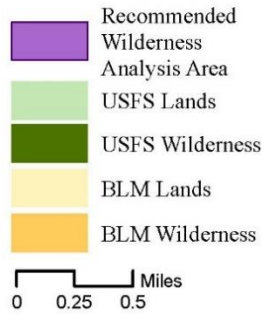 Recommended
Wilderness
Analysis Area
USFS Lands
USFS Wilderness
BLM Lands
BLM Wilderness
Miles
0 0.25 0.5